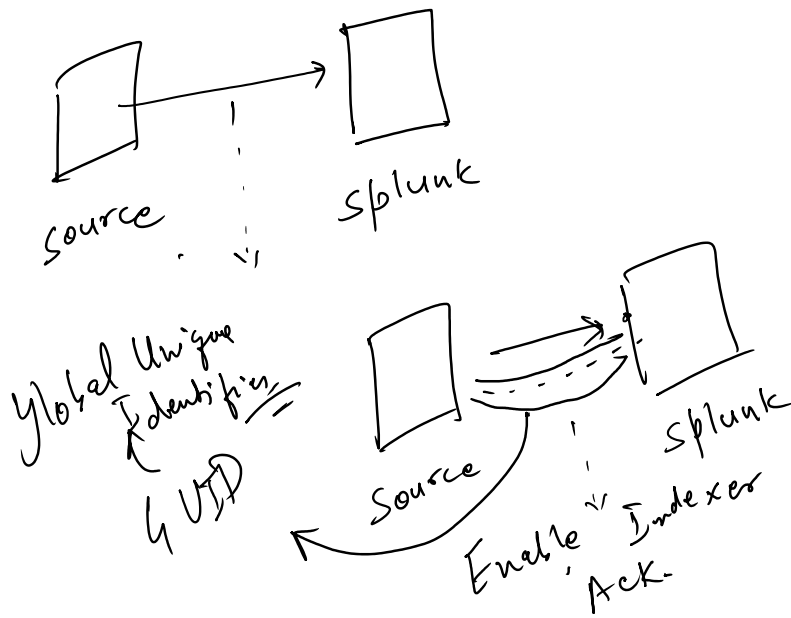 Source
Splunk
Global Unique
Identifier
GUID
Source
Splunk
Enable Indexer
Ack.